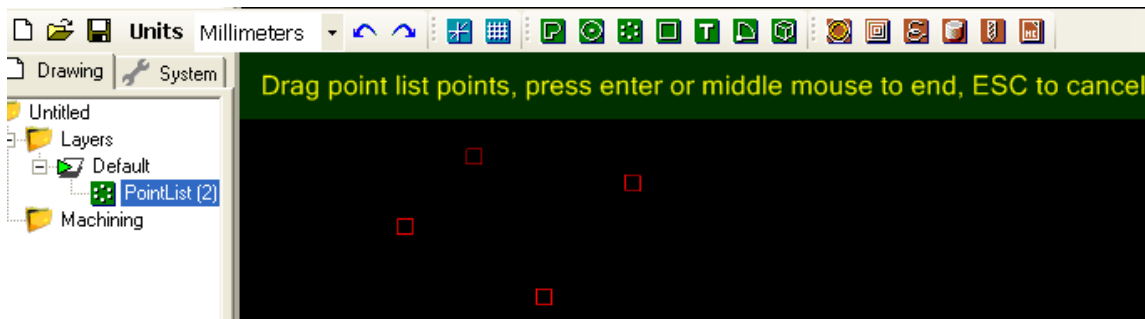 Units Millimeters
Drawing System
Drag point list points, press enter or middle mouse to end, ESC to cancel
Untitled
Layers
Default
PointList (2)
Machining